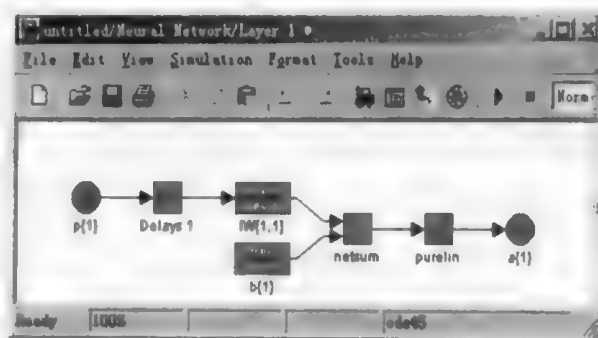 untitled/Neural Network/Layer 1 *
File Edit View Simulation Format Tools Help
Norm
p{1} Delays 1 IW{1,1} netsum purelin a{1}
b{1}
Ready 100% ode45